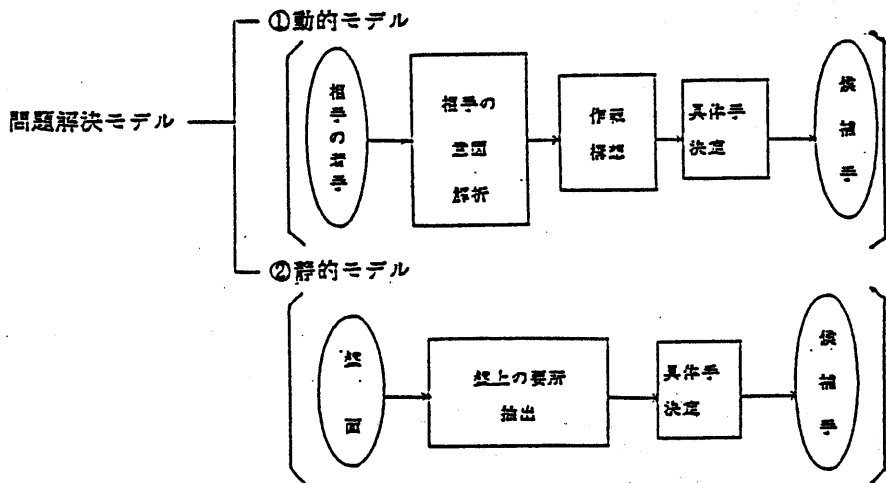 ①動的モデル
問題解決モデル
相手の着手
相手の
意図
解析
作戦
構想
具体手
決定
候補手
②静的モデル
盤面
盤上の要所
抽出
具体手
決定
候補手